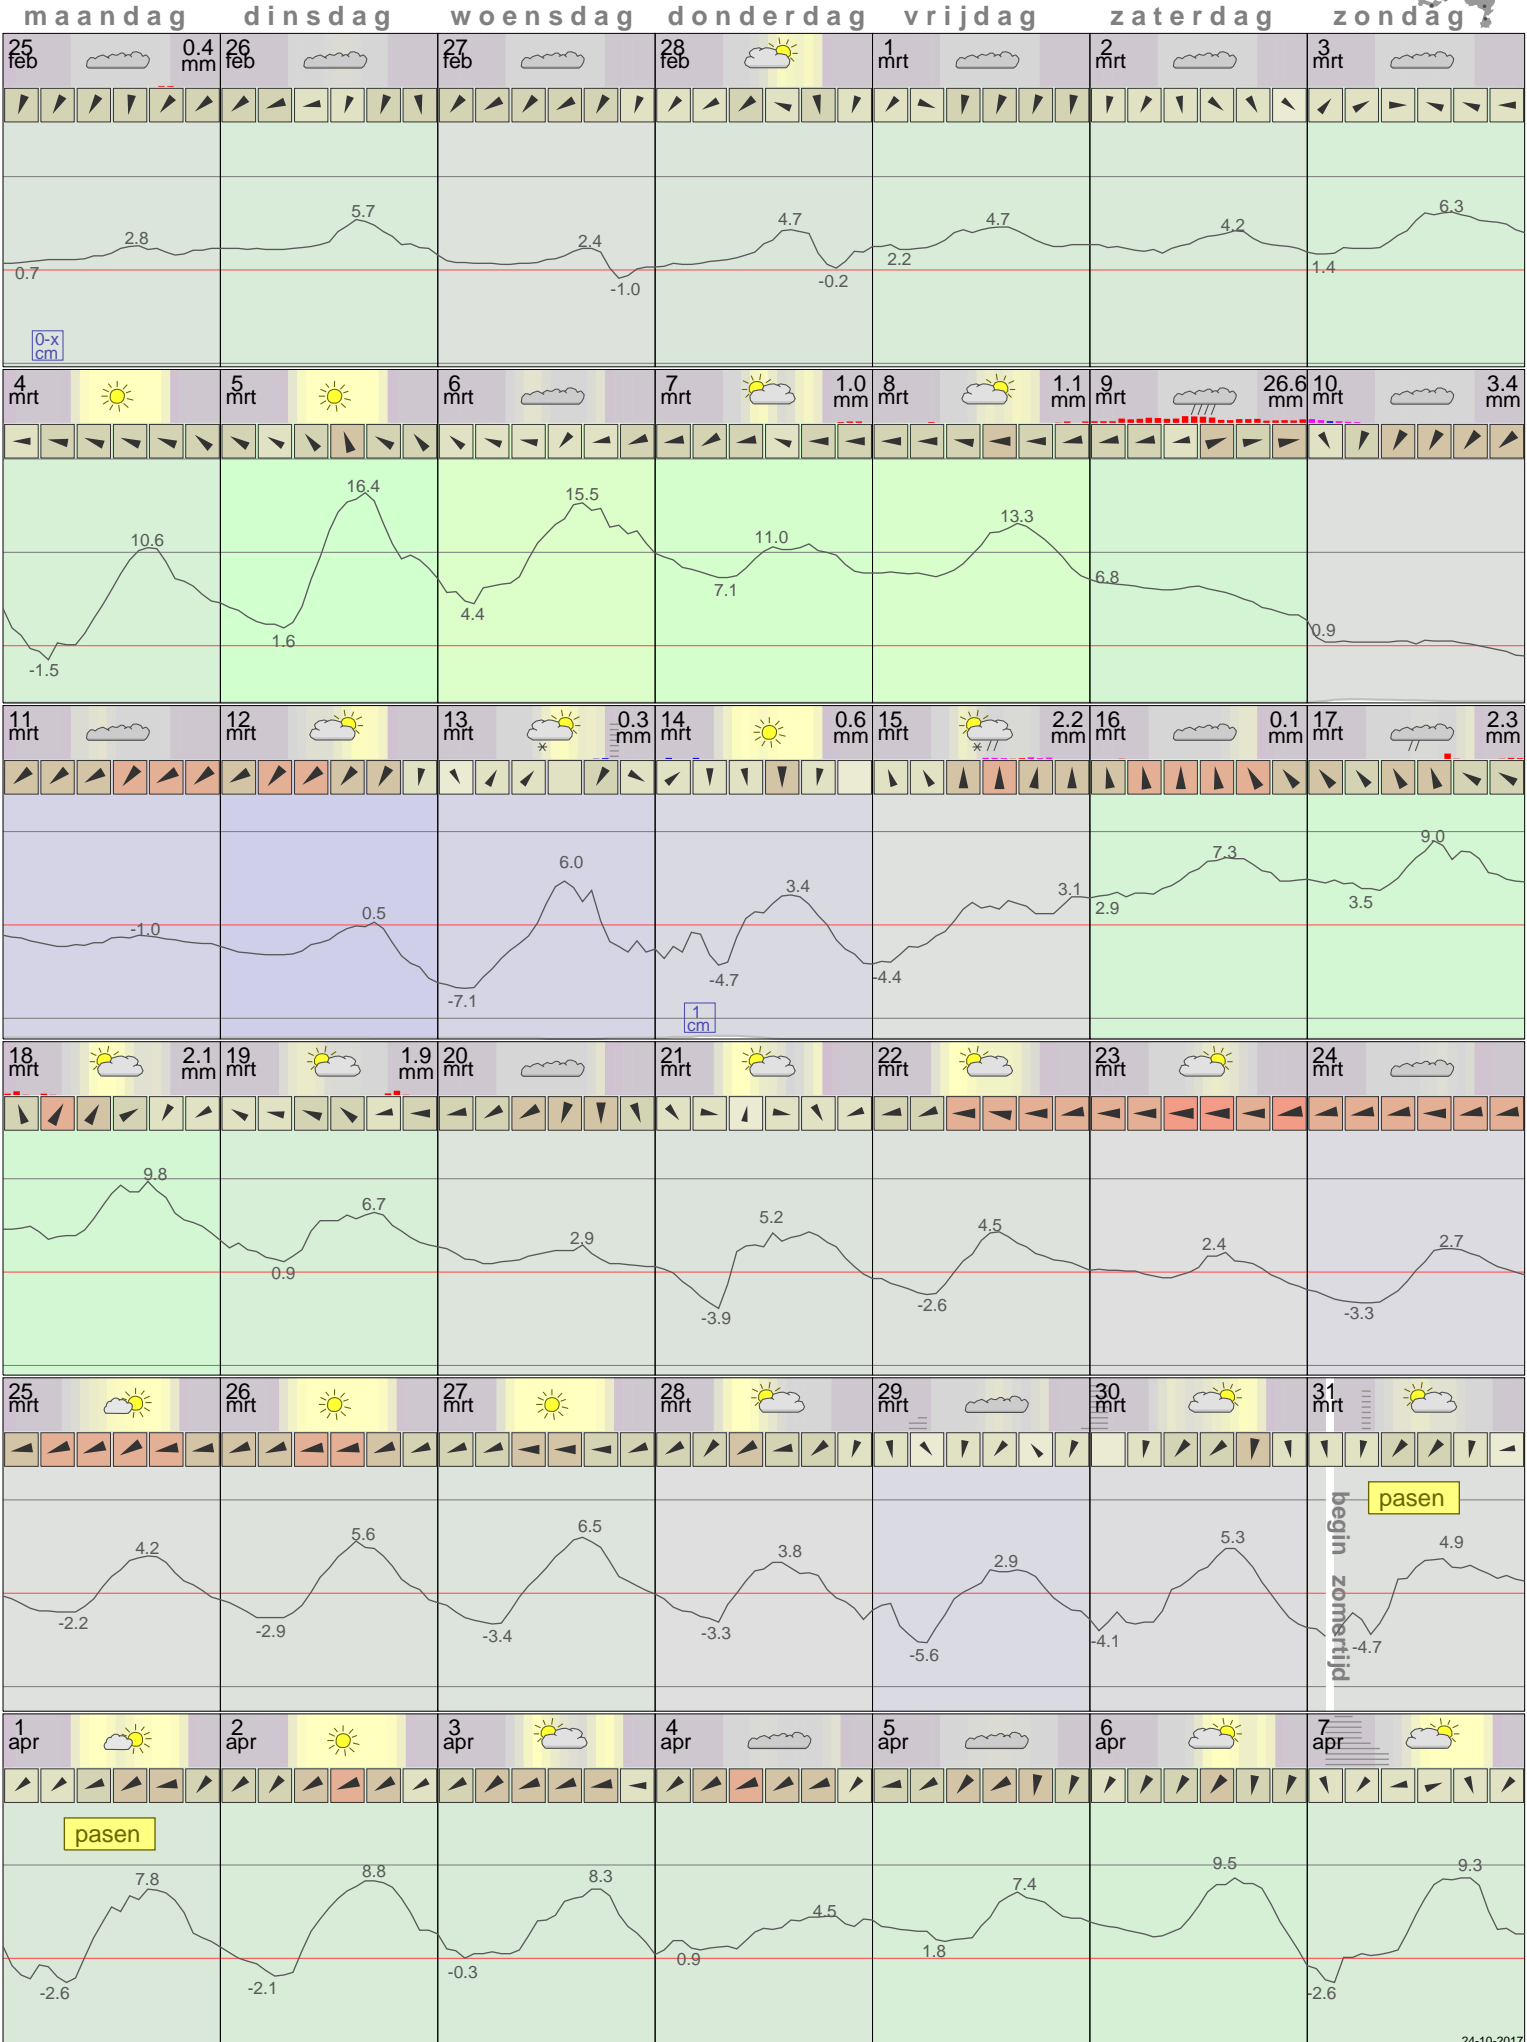 maandag dinsdag woensdag donderdag vrijdag zaterdag zondag
25 feb 0.4 mm 26 feb 27 feb 28 feb 1 mrt 2 mrt 3 mrt
0.7 2.8 5.7 2.4 -1.0 4.7 -0.2 2.2 4.7 4.2 1.4 6.3
0-x cm
4 mrt 5 mrt 6 mrt 7 mrt 1.0 mm 8 mrt 1.1 mm 9 mrt 26.6 mm 10 mrt 3.4 mm
-1.5 10.6 1.6 16.4 4.4 15.5 7.1 11.0 13.3 6.8 0.9
11 mrt 12 mrt 13 mrt 0.3 mm 14 mrt 0.6 mm 15 mrt 2.2 mm 16 mrt 0.1 mm 17 mrt 2.3 mm
-1.0 0.5 -7.1 6.0 -4.7 3.4 -4.4 3.1 2.9 7.3 3.5 9.0
1 cm
18 mrt 2.1 mm 19 mrt 1.9 mm 20 mrt 21 mrt 22 mrt 23 mrt 24 mrt
9.8 0.9 6.7 2.9 -3.9 5.2 -2.6 4.5 2.4 -3.3 2.7
25 mrt 26 mrt 27 mrt 28 mrt 29 mrt 30 mrt 31 mrt
pasen
begin zomertijd
-2.2 4.2 -2.9 5.6 -3.4 6.5 -3.3 3.8 -5.6 2.9 -4.1 5.3 -4.7 4.9
1 apr 2 apr 3 apr 4 apr 5 apr 6 apr 7 apr
pasen
-2.6 7.8 -2.1 8.8 -0.3 8.3 0.9 4.5 1.8 7.4 9.5 -2.6 9.3
24-10-2017